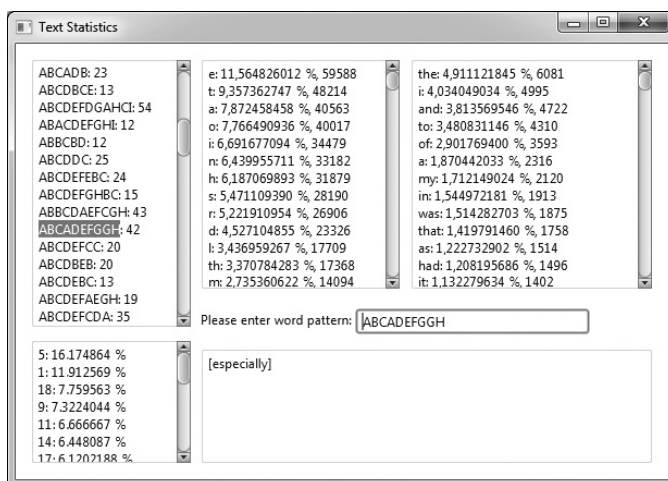 Text Statistics
ABCADB: 23
ABCDBCE: 13
ABCDEFDGAHCI: 54
ABACDEFGHI: 12
ABBCBD: 12
ABCDDC: 25
ABCDEFEBC: 24
ABCDEFGHBC: 15
ABBCDAEFCGH: 43
ABCADEFGGH: 42
ABCDEFCC: 20
ABCDBEB: 20
ABCDEBC: 13
ABCDEFAEGH: 19
ABCDEFCDA: 35
e: 11,564826012 %, 59588
t: 9,357362747 %, 48214
a: 7,872458458 %, 40563
o: 7,766490936 %, 40017
i: 6,691677094 %, 34479
n: 6,439955711 %, 33182
h: 6,187069893 %, 31879
s: 5,471109390 %, 28190
r: 5,221910954 %, 26906
d: 4,527104855 %, 23326
l: 3,436959267 %, 17709
th: 3,370784283 %, 17368
m: 2,735360622 %, 14094
the: 4,911121845 %, 6081
i: 4,034049034 %, 4995
and: 3,813569546 %, 4722
to: 3,480831146 %, 4310
of: 2,901769400 %, 3593
a: 1,870442033 %, 2316
my: 1,712149024 %, 2120
in: 1,544972181 %, 1913
was: 1,514282703 %, 1875
that: 1,419791460 %, 1758
as: 1,222732902 %, 1514
had: 1,208195686 %, 1496
it: 1,132279634 %, 1402
Please enter word pattern: ABCADEFGGH
5: 16.174864 %
1: 11.912569 %
18: 7.759563 %
9: 7.3224044 %
11: 6.666667 %
14: 6.448087 %
17: 6.1202188 %
[especially]